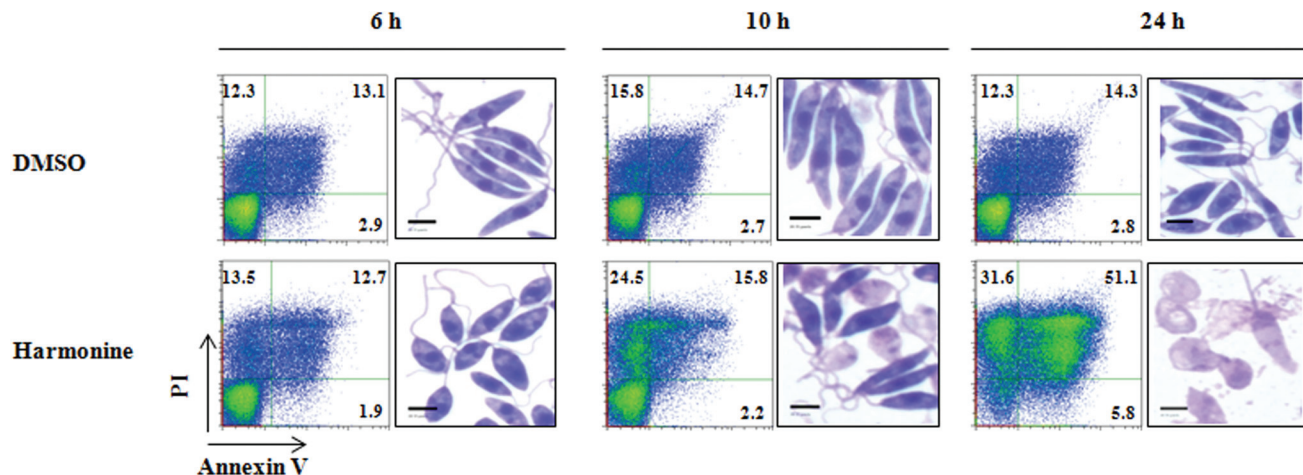 6 h 10 h 24 h
DMSO
12.3 13.1
2.9
15.8 14.7
2.7
12.3 14.3
2.8
Harmonine
13.5 12.7
1.9
24.5 15.8
2.2
31.6 51.1
5.8
PI
Annexin V